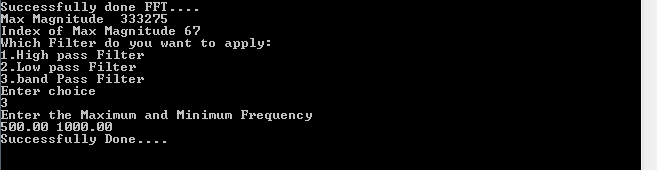 Successfully done FFT....
Max Magnitude  333275
Index of Max Magnitude 67
Which Filter do you want to apply:
1.High pass Filter
2.Low pass Filter
3.band Pass Filter
Enter choice
3
Enter the Maximum and Minimum Frequency
500.00 1000.00
Successfully Done....